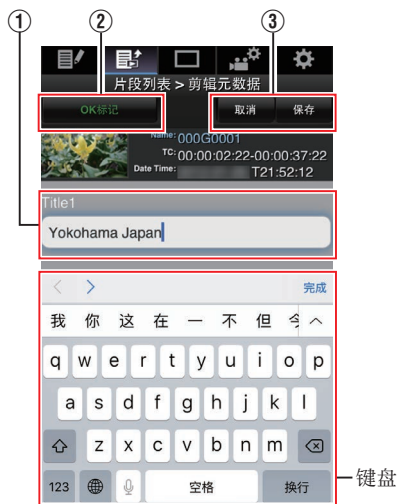 ① ② ③
片段列表 > 剪辑元数据
OK标记 取消 保存
Name: 000G0001
TC: 00:00:02:22-00:00:37:22
Date Time: T21:52:12
Title1
Yokohama Japan
完成
我 你 这 在 一 不 但 今
q w e r t y u i o p
a s d f g h j k l
z x c v b n m
123 空格 换行
键盘